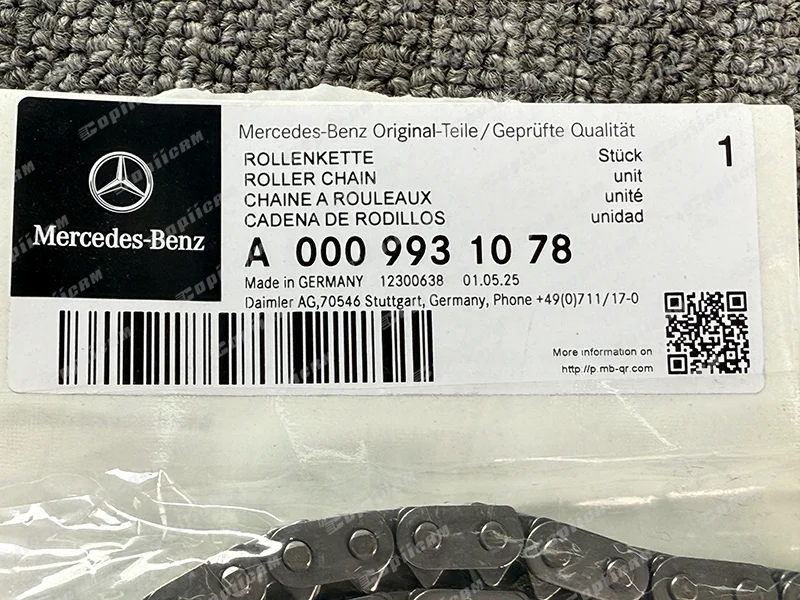 Mercedes-Benz
Mercedes-Benz Original-Teile/Geprüfte Qualität
ROLLENKETTE Stück 1
ROLLER CHAIN unit
CHAINE A ROULEAUX unité
CADENA DE RODILLOS unidad
A 000 993 10 78
Made in GERMANY 12300638 01.05.25
Daimler AG,70546 Stuttgart, Germany, Phone +49(0)711/17-0
More information on
http://p.mb-qr.com
Copiicam